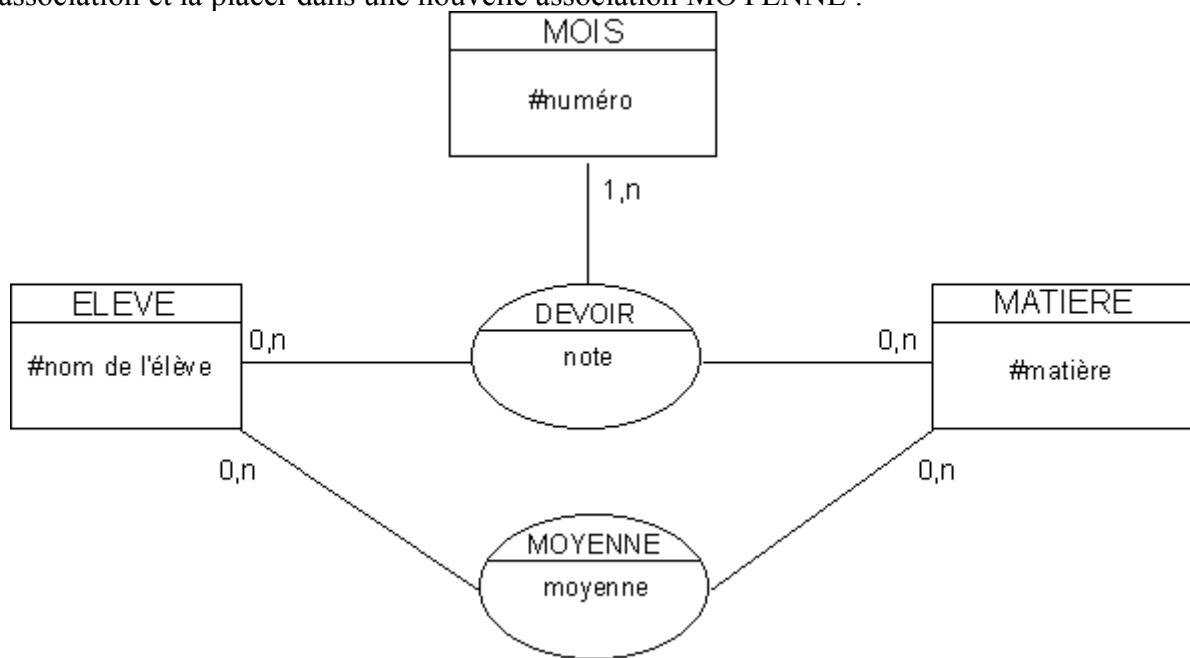 association et la placer dans une nouvelle association MOYENNE :
MOIS
#numéro
1,n
ELEVE
#nom de l'élève
0,n
DEVOIR
note
0,n
MATIERE
#matière
0,n
0,n
MOYENNE
moyenne